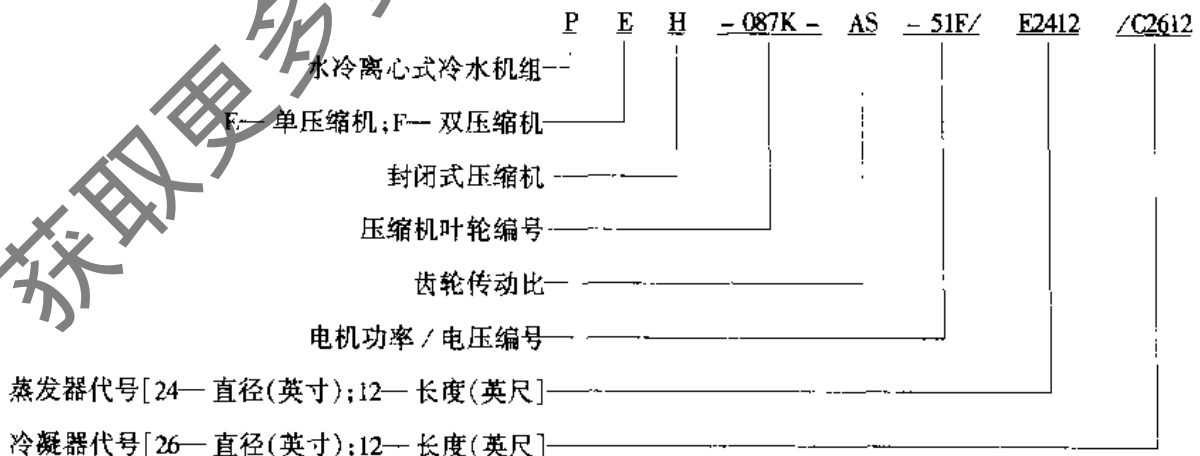 P E H - 087K - AS - 51F/ E2412 /C2612
水冷离心式冷水机组
E— 单压缩机;F— 双压缩机
封闭式压缩机
压缩机叶轮编号
齿轮传动比
电机功率 / 电压编号
蒸发器代号[24— 直径(英寸);12— 长度(英尺]
冷凝器代号[26— 直径(英寸);12— 长度(英尺]
获取更多